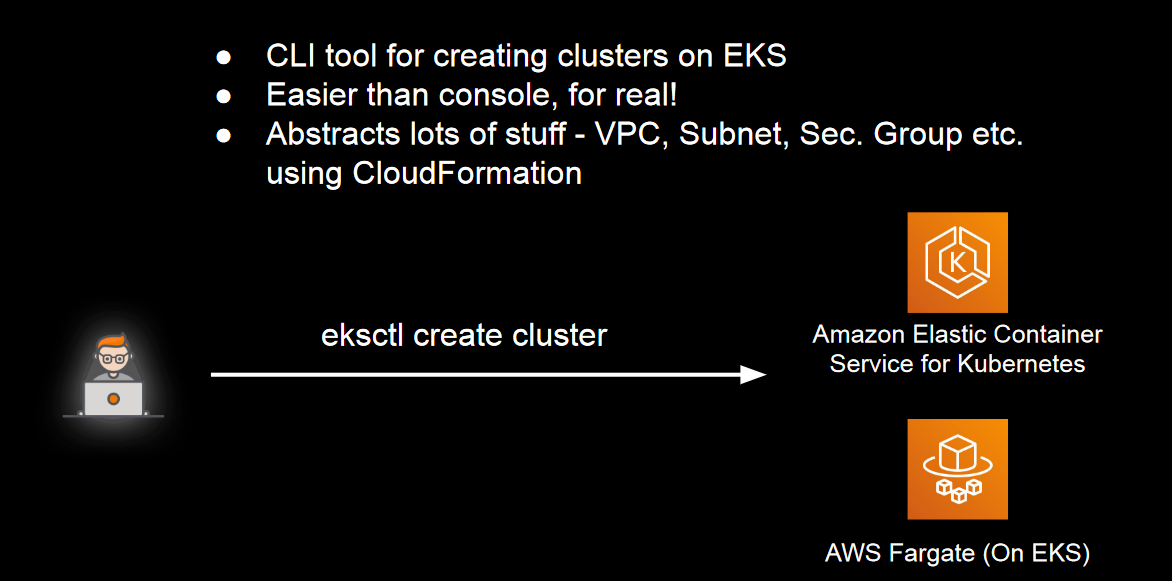 ● CLI tool for creating clusters on EKS
● Easier than console, for real!
● Abstracts lots of stuff - VPC, Subnet, Sec. Group etc.
using CloudFormation
K
eksctl create cluster
Amazon Elastic Container
Service for Kubernetes
AWS Fargate (On EKS)